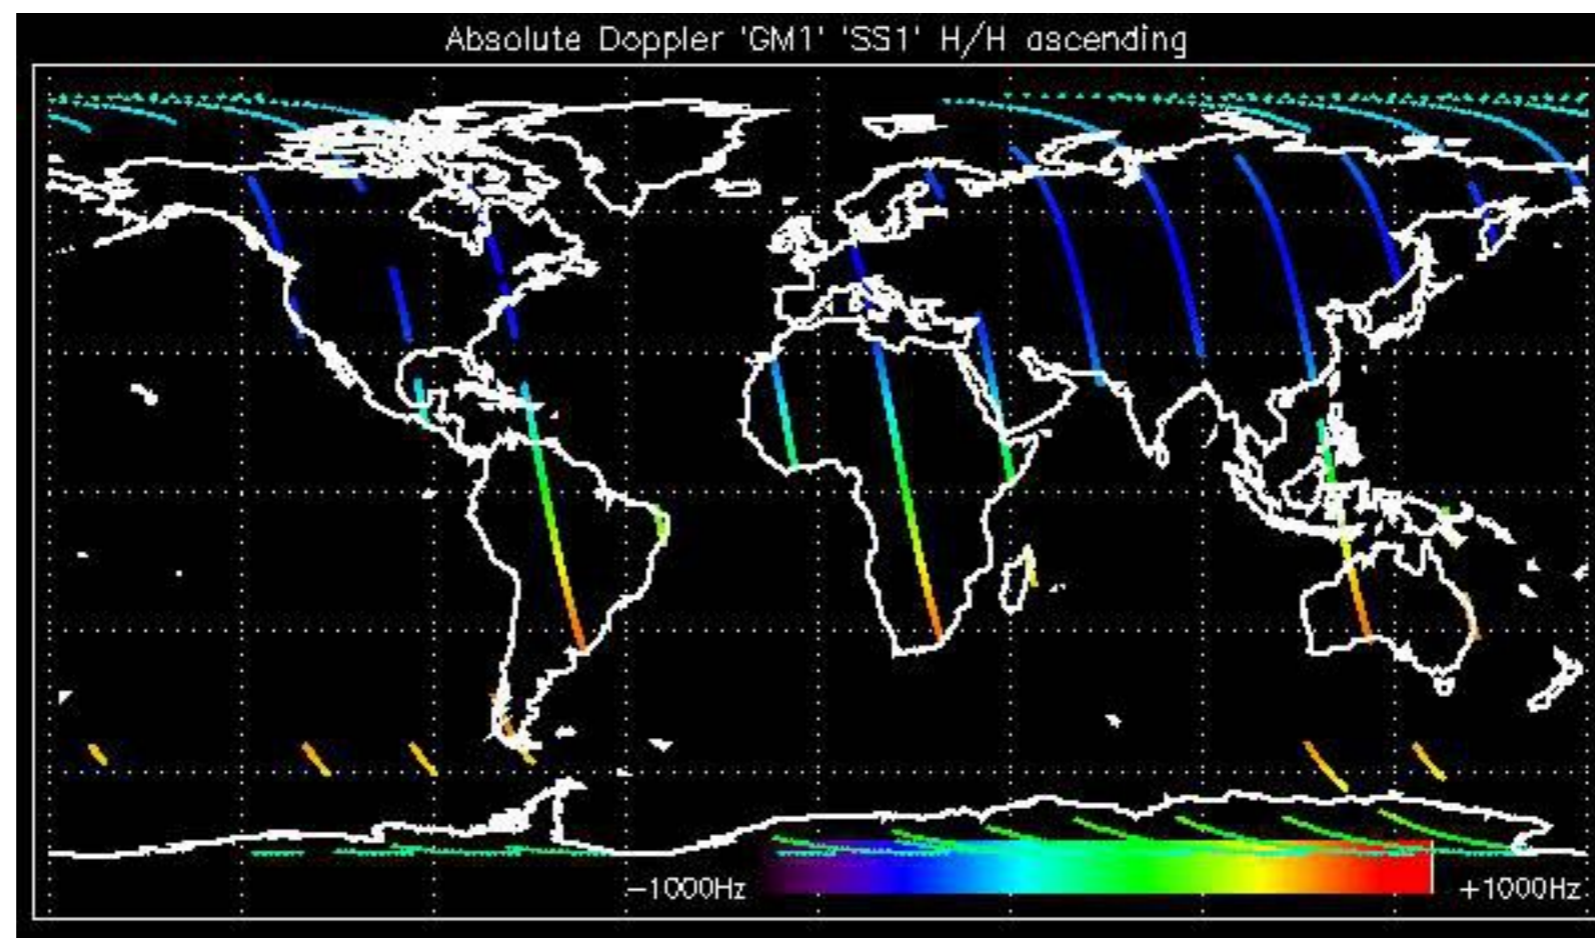 Absolute Doppler 'GM1' 'SS1' H/H ascending
−1000Hz
+1000Hz